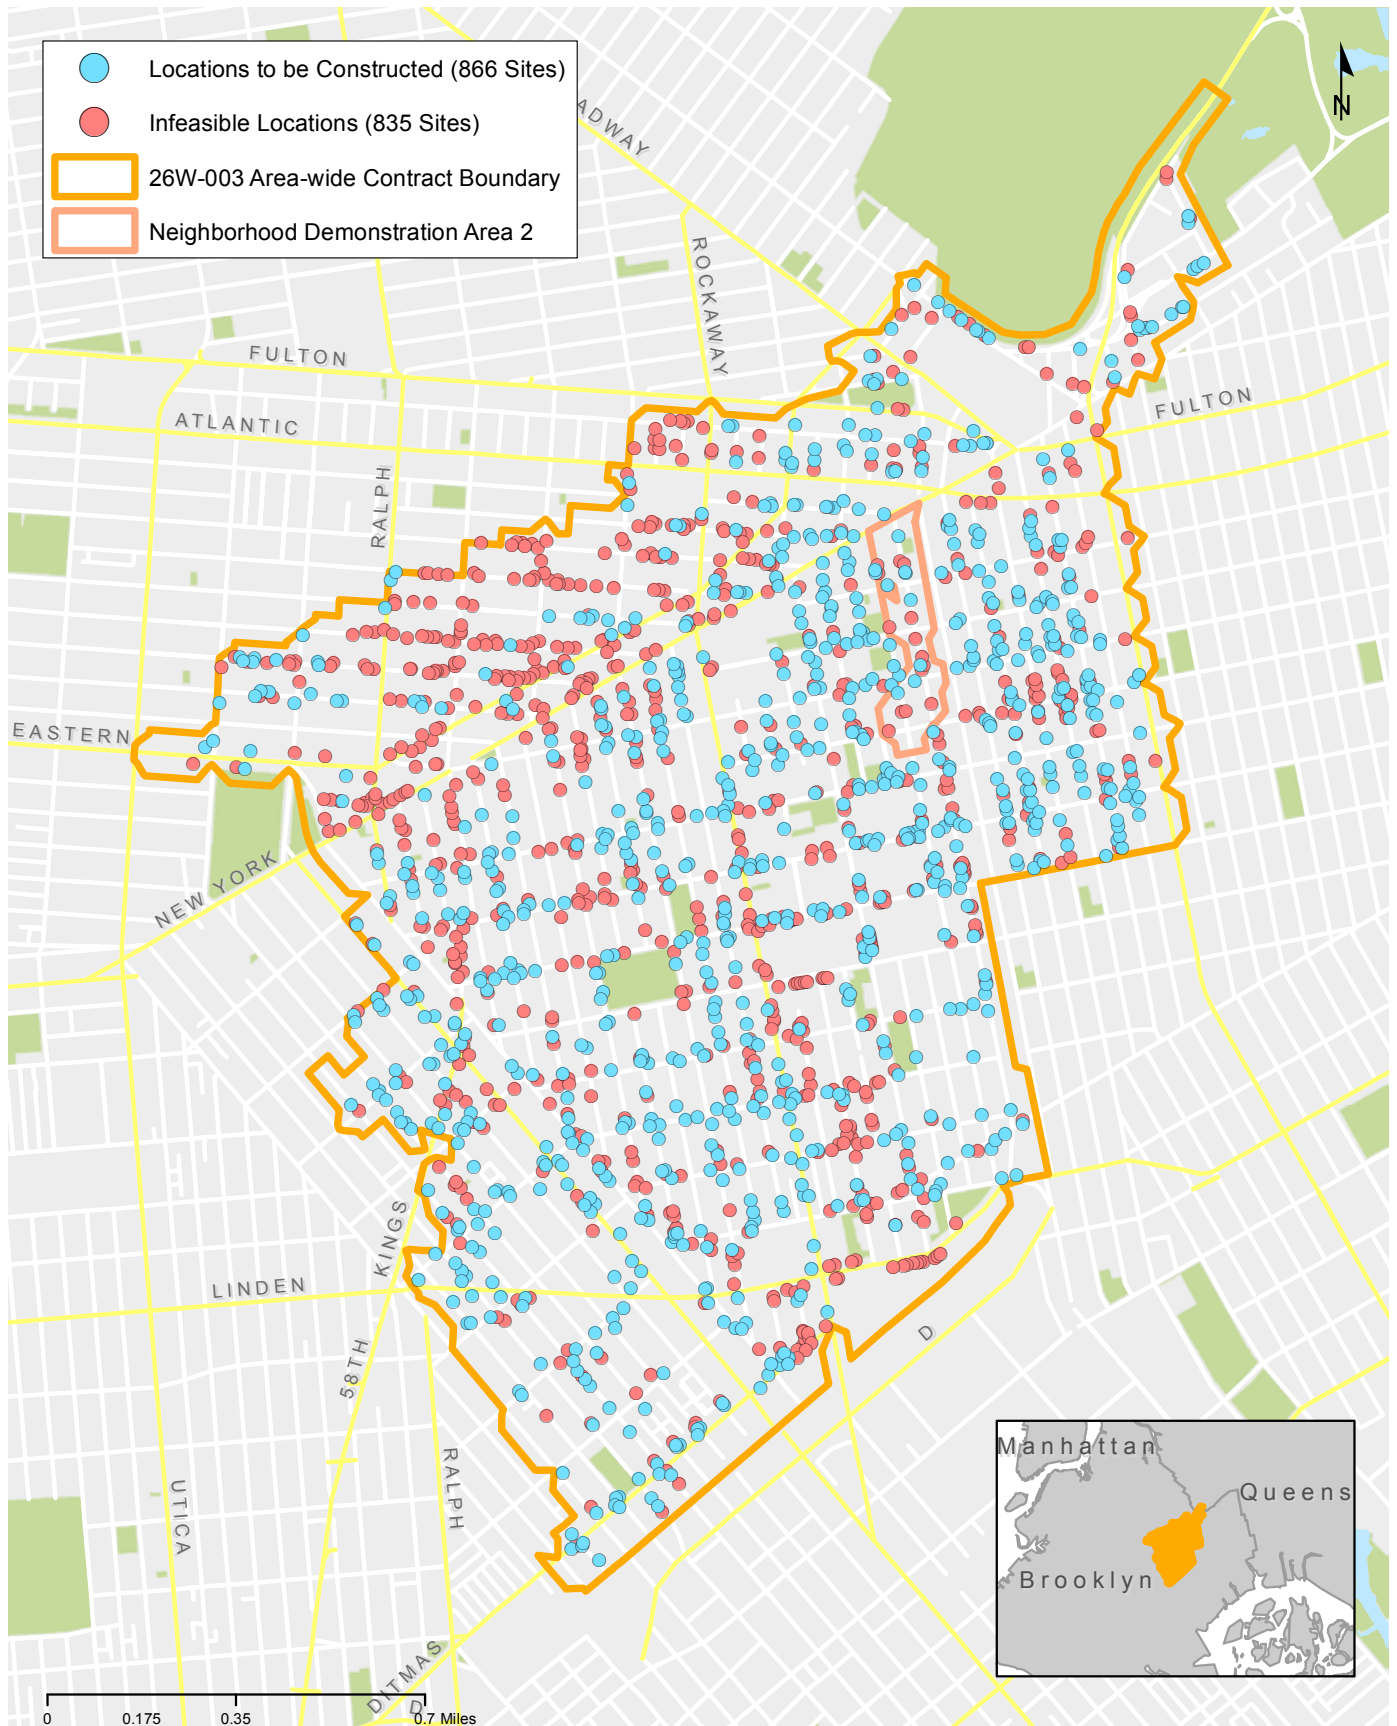 Locations to be Constructed (866 Sites)
Infeasible Locations (835 Sites)
26W-003 Area-wide Contract Boundary
Neighborhood Demonstration Area 2
N
ADWAY
ROCKAWAY
FULTON
FULTON
ATLANTIC
RALPH
EASTERN
NEW YORK
KINGS
LINDEN
58TH
D
RALPH
UTICA
DITMAS
D
Manhattan
Queens
Brooklyn
0 0.175 0.35 0.7 Miles